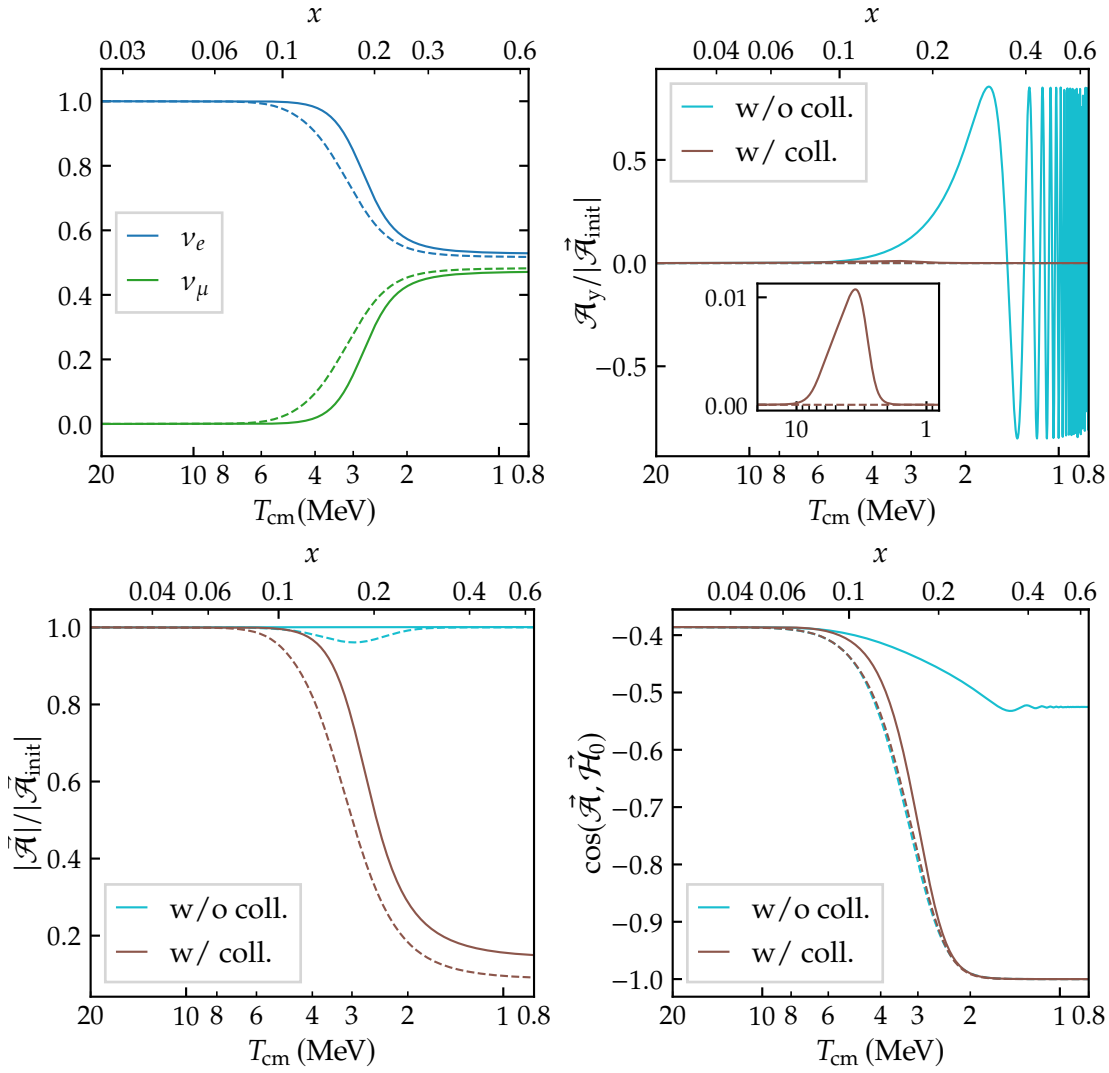 x
0.03 0.06 0.1 0.2 0.3 0.6
1.0
0.8
0.6
0.4
0.2
0.0
ν_e
ν_μ
20 10 8 6 4 3 2 1 0.8
T_cm (MeV)
x
0.04 0.06 0.1 0.2 0.4 0.6
𝒜_y/|𝒜⃗_init|
0.5
0.0
−0.5
w/o coll.
w/ coll.
0.01
0.00
10 1
20 10 8 6 4 3 2 1 0.8
T_cm (MeV)
x
0.04 0.06 0.1 0.2 0.4 0.6
|𝒜⃗|/|𝒜⃗_init|
1.0
0.8
0.6
0.4
0.2
w/o coll.
w/ coll.
20 10 8 6 4 3 2 1 0.8
T_cm (MeV)
x
0.04 0.06 0.1 0.2 0.4 0.6
cos(𝒜⃗, ℋ⃗_0)
−0.4
−0.5
−0.6
−0.7
−0.8
−0.9
−1.0
w/o coll.
w/ coll.
20 10 8 6 4 3 2 1 0.8
T_cm (MeV)